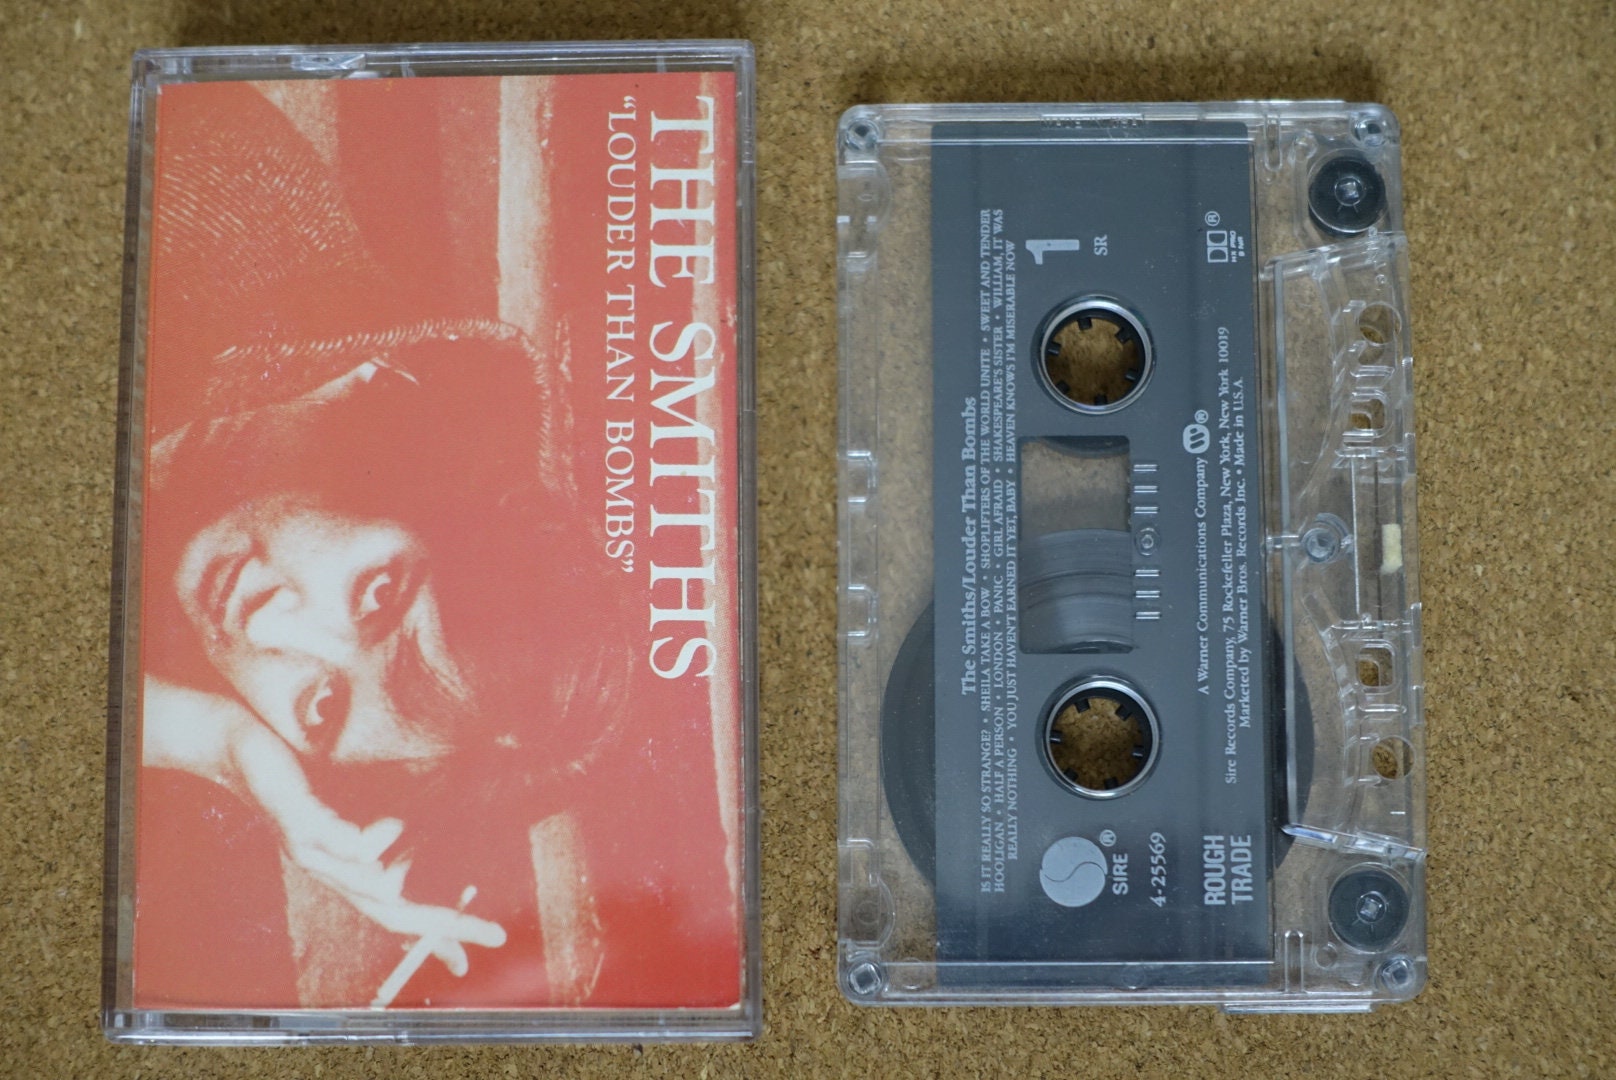 THE SMITHS
“LOUDER THAN BOMBS”
The Smiths/Louder Than Bombs
IS IT REALLY SO STRANGE? • SHEILA TAKE A BOW • SHOPLIFTERS OF THE WORLD UNITE • SWEET AND TENDER
HOOLIGAN • HALF A PERSON • LONDON • PANIC • GIRL AFRAID • SHAKESPEARE'S SISTER • WILLIAM, IT WAS
REALLY NOTHING • YOU JUST HAVEN'T EARNED IT YET, BABY • HEAVEN KNOWS I'M MISERABLE NOW
1
SR
SIRE ®
4-25569
ROUGH
TRADE
A Warner Communications Company W ®
Sire Records Company, 75 Rockefeller Plaza, New York, New York 10019
Marketed by Warner Bros. Records Inc. • Made in U.S.A.
®
HX PRO
B NR